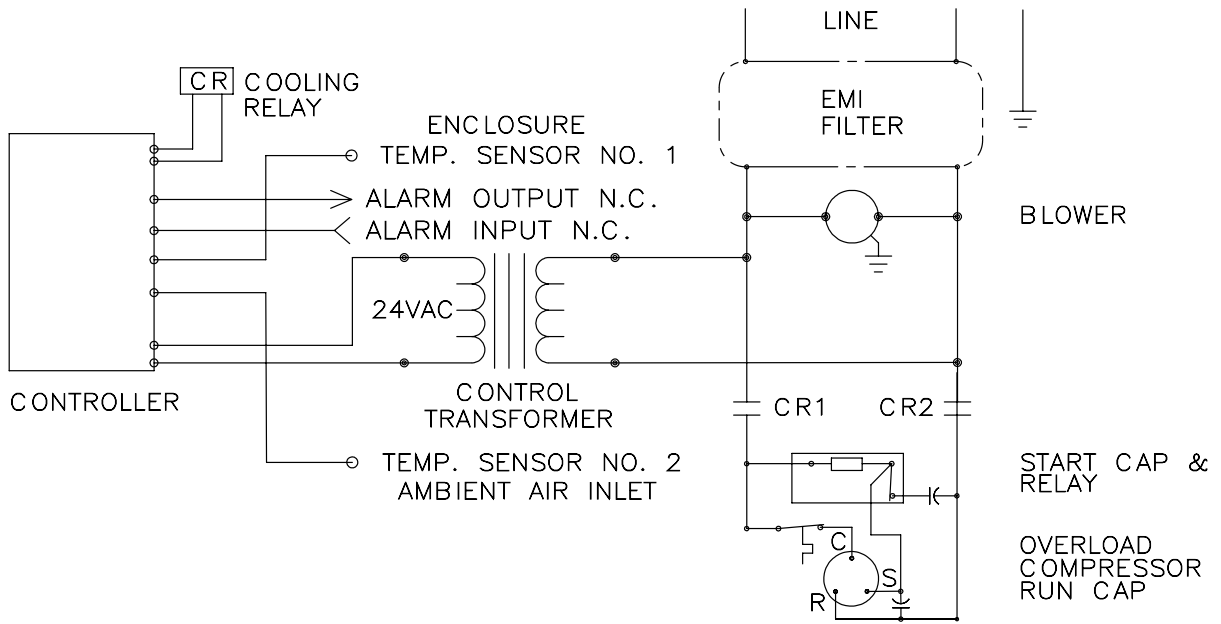 LINE
CR COOLING
RELAY
EMI
FILTER
ENCLOSURE
TEMP. SENSOR NO. 1
ALARM OUTPUT N.C.
ALARM INPUT N.C.
BLOWER
24VAC
CONTROLLER
CONTROL
TRANSFORMER
CR1
CR2
TEMP. SENSOR NO. 2
AMBIENT AIR INLET
START CAP &
RELAY
C
S
R
OVERLOAD
COMPRESSOR
RUN CAP